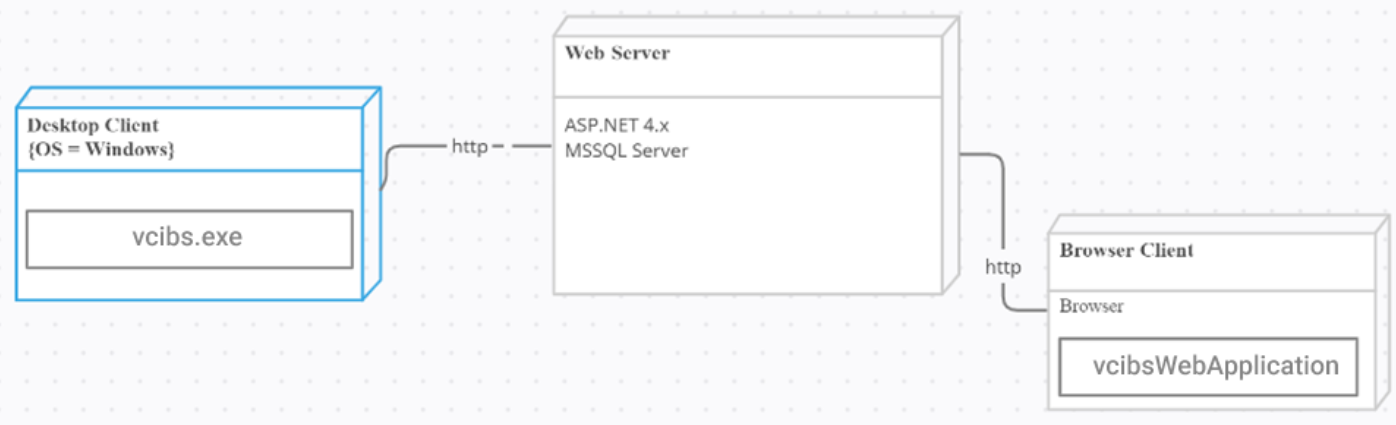 Desktop Client
{OS = Windows}
vcibs.exe
http
Web Server
ASP.NET 4.x
MSSQL Server
http
Browser Client
Browser
vcibsWebApplication